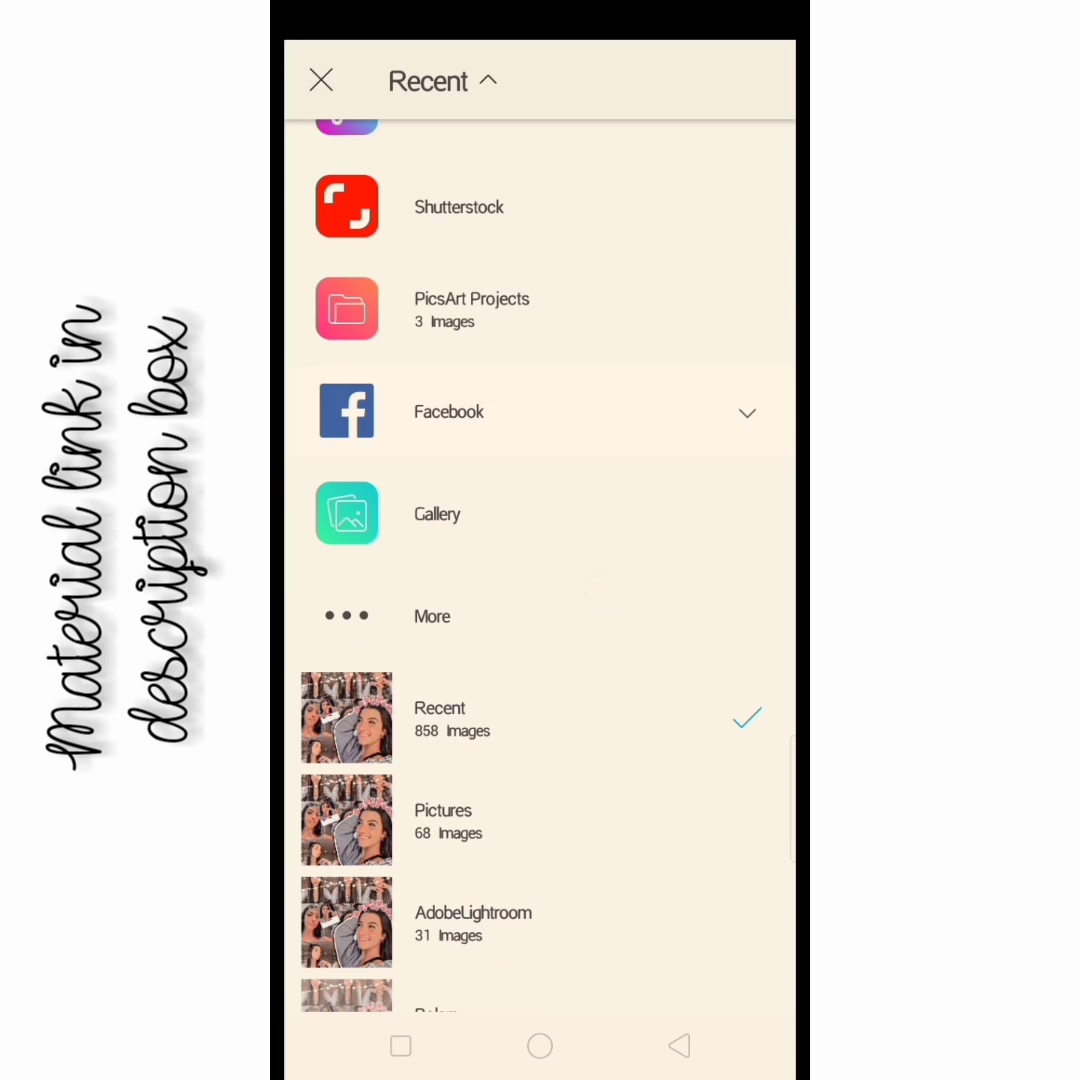 Material link in
description box
Recent
Shutterstock
PicsArt Projects
3 Images
Facebook
Gallery
More
Recent
858 Images
Pictures
68 Images
AdobeLightroom
31 Images